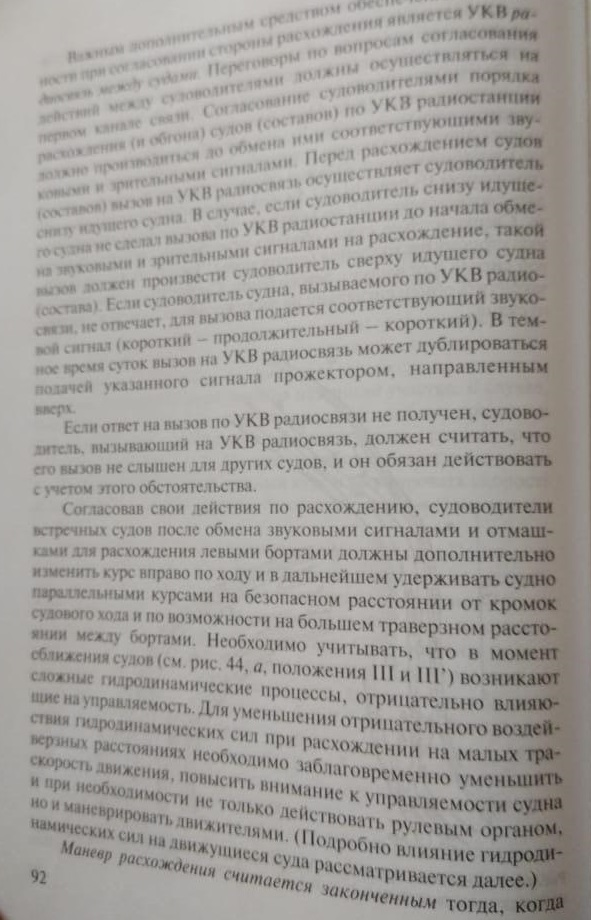 Важным дополнительным средством обеспече
ности при согласовании стороны расхождения является УКВ ра-
диосвязь между судами. Переговоры по вопросам согласования
действий между судоводителями должны осуществляться на
первом канале связи. Согласование судоводителями порядка
расхождения (и обгона) судов (составов) по УКВ радиостанции
должно производиться до обмена ими соответствующими зву-
ковыми и зрительными сигналами. Перед расхождением судов
(составов) вызов на УКВ радиосвязь осуществляет судоводитель
снизу идущего судна. В случае, если судоводитель снизу идуще-
го судна не сделал вызова по УКВ радиостанции до начала обме-
на звуковыми и зрительными сигналами на расхождение, такой
вызов должен произвести судоводитель сверху идущего судна
(состава). Если судоводитель судна, вызываемого по УКВ радио-
связи, не отвечает, для вызова подается соответствующий звуко-
вой сигнал (короткий – продолжительный – короткий). В тем-
ное время суток вызов на УКВ радиосвязь может дублироваться
подачей указанного сигнала прожектором, направленным
вверх.
Если ответ на вызов по УКВ радиосвязи не получен, судово-
дитель, вызывающий на УКВ радиосвязь, должен считать, что
его вызов не слышен для других судов, и он обязан действовать
с учетом этого обстоятельства.
Согласовав свои действия по расхождению, судоводители
встречных судов после обмена звуковыми сигналами и отмаш-
ками для расхождения левыми бортами должны дополнительно
изменить курс вправо по ходу и в дальнейшем удерживать судно
параллельными курсами на безопасном расстоянии от кромок
судового хода и по возможности на большем траверзном рассто-
янии между бортами. Необходимо учитывать, что в момент
сближения судов (см. рис. 44, а, положения III и III’) возникают
сложные гидродинамические процессы, отрицательно влияю-
щие на управляемость. Для уменьшения отрицательного воздей-
ствия гидродинамических сил при расхождении на малых тра-
верзных расстояниях необходимо заблаговременно уменьшить
скорость движения, повысить внимание к управляемости судна
и при необходимости не только действовать рулевым органом,
но и маневрировать движителями. (Подробно влияние гидроди-
намических сил на движущиеся суда рассматривается далее.)
Маневр расхождения считается законченным тогда, когда
92